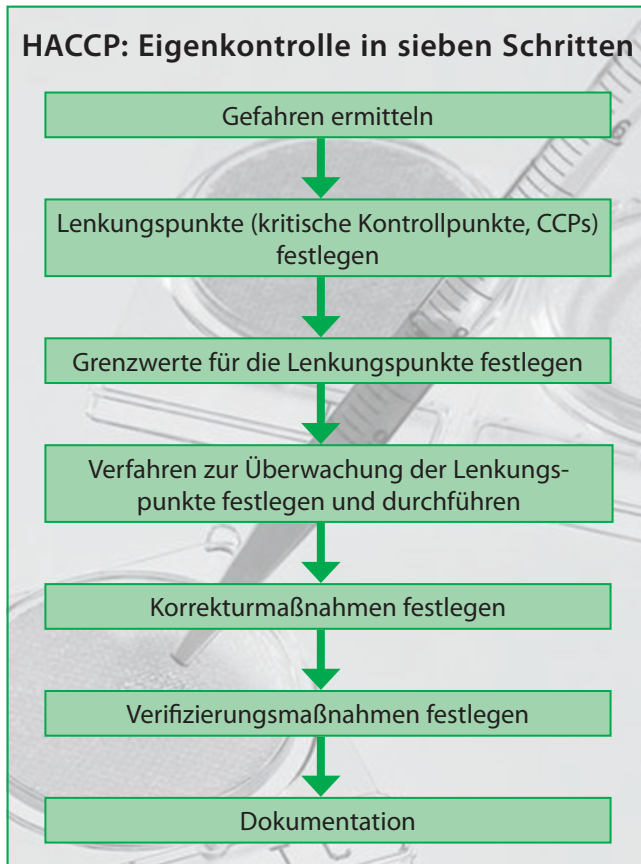 HACCP: Eigenkontrolle in sieben Schritten
Gefahren ermitteln
Lenkungspunkte (kritische Kontrollpunkte, CCPs)
festlegen
Grenzwerte für die Lenkungspunkte festlegen
Verfahren zur Überwachung der Lenkungs-
punkte festlegen und durchführen
Korrekturmaßnahmen festlegen
Verifizierungsmaßnahmen festlegen
Dokumentation